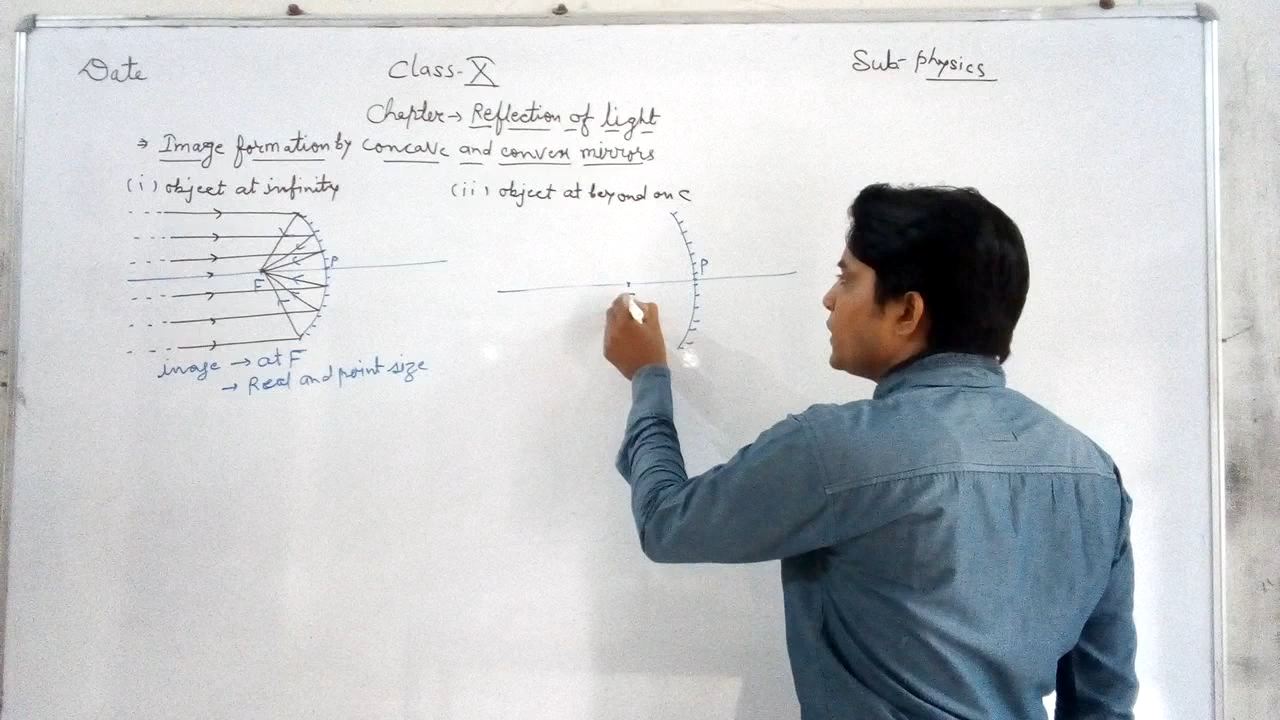 Date
Class-X
Sub-physics
Chapter→ Reflection of light
→ Image formation by concave and convex mirrors
(i) object at infinity
(ii) object at beyond on C
P
F
P
image → at F
→ Real and point size